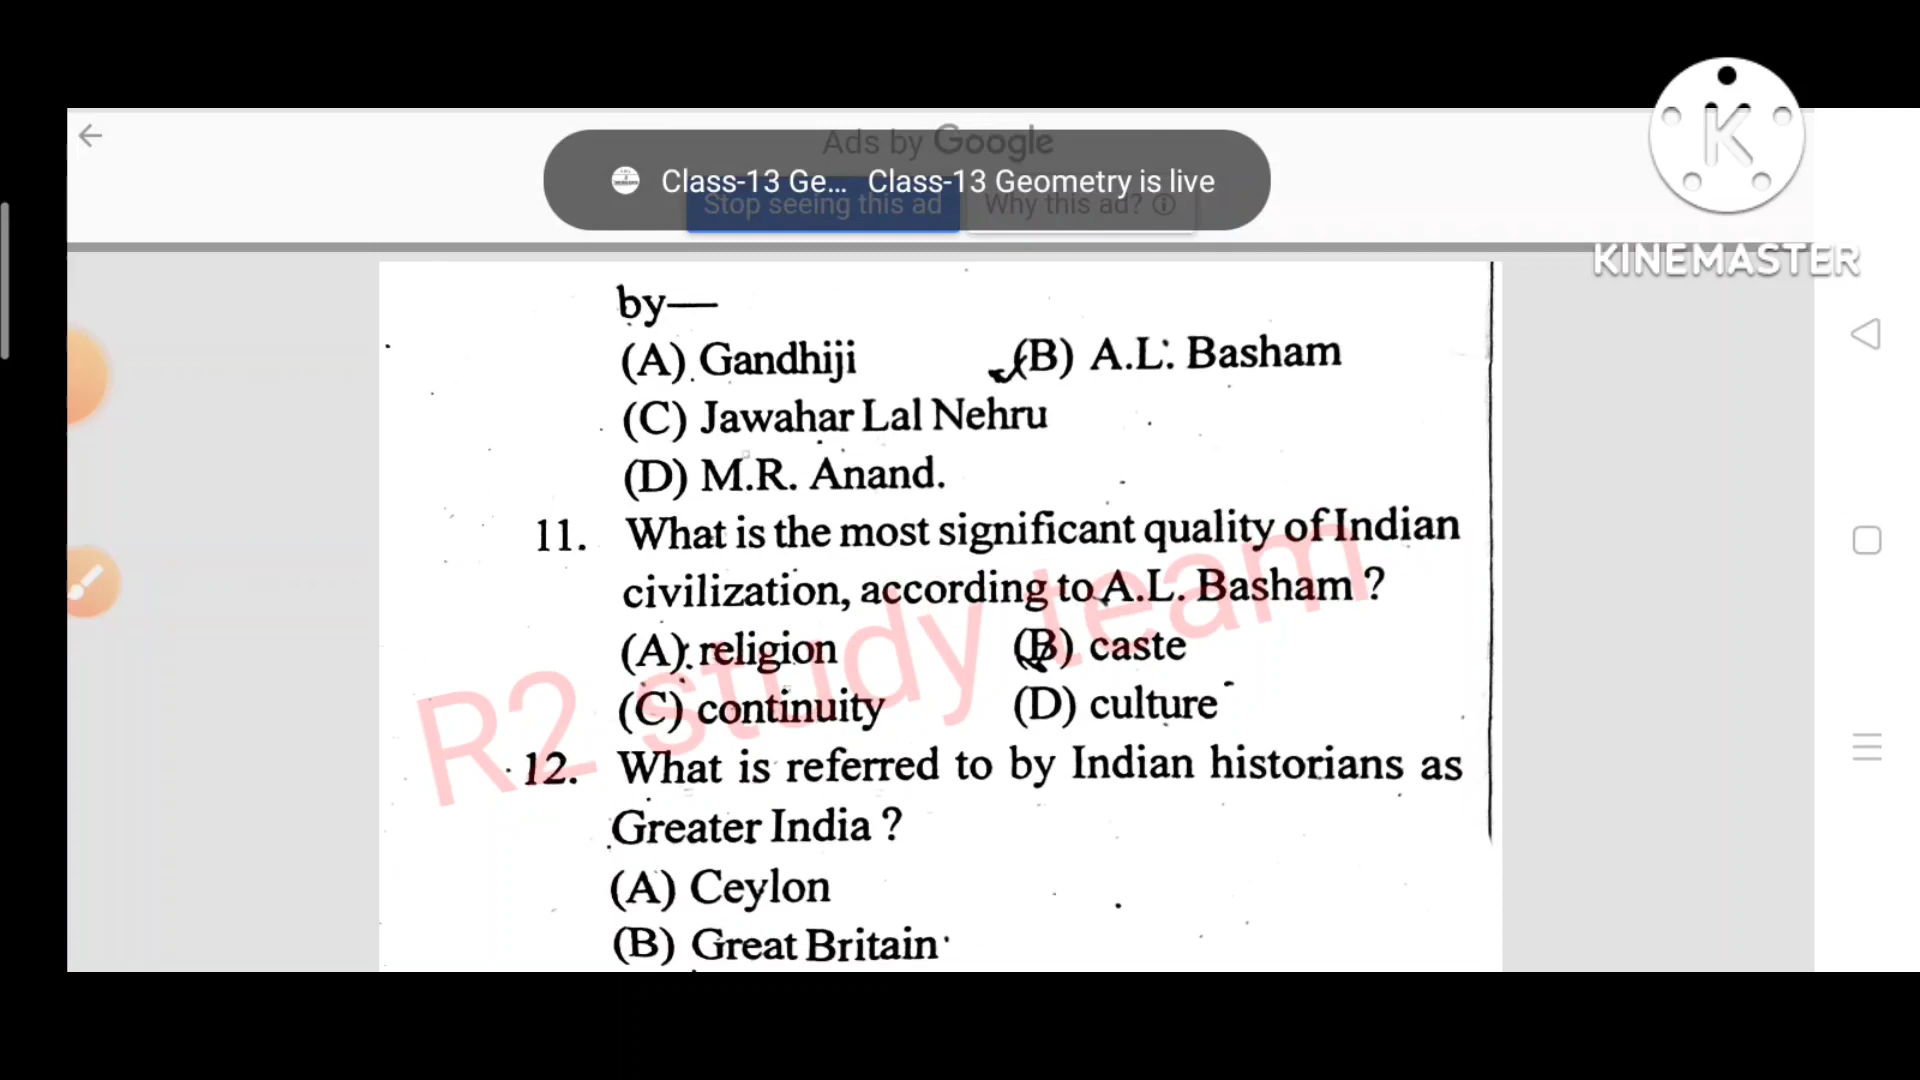 Ads by Google
Class-13 Ge... Class-13 Geometry is live
Stop seeing this ad Why this ad?
K
KINEMASTER
by—
(A) Gandhiji (B) A.L. Basham
(C) Jawahar Lal Nehru
(D) M.R. Anand.
11. What is the most significant quality of Indian
civilization, according to A.L. Basham ?
(A) religion (B) caste
(C) continuity (D) culture
R2 study team
12. What is referred to by Indian historians as
Greater India ?
(A) Ceylon
(B) Great Britain